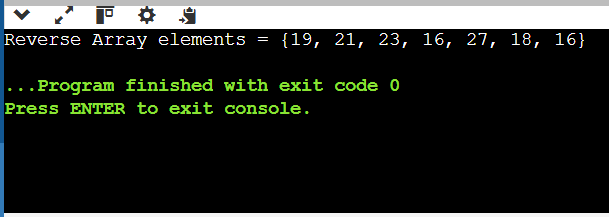 Reverse Array elements = {19, 21, 23, 16, 27, 18, 16}
...Program finished with exit code 0
Press ENTER to exit console.